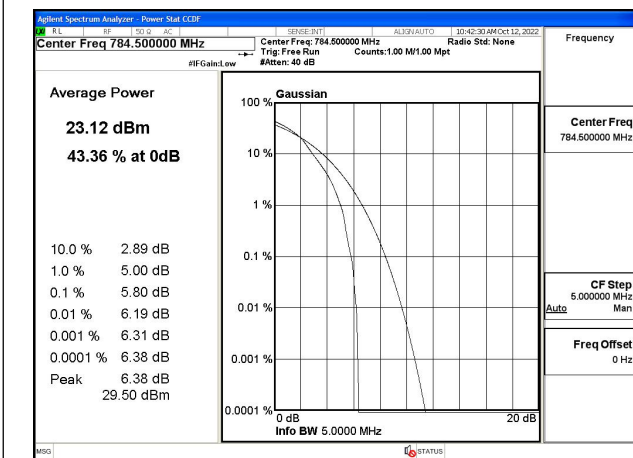 Agilent Spectrum Analyzer - Power Stat CCDF
RL RF 50 Ω AC SENSE:INT ALIGN AUTO 10:42:30 AM Oct 12, 2022
Center Freq 784.500000 MHz
Center Freq: 784.500000 MHz Radio Std: None
Trig: Free Run Counts:1.00 M/1.00 Mpt
#IFGain:Low #Atten: 40 dB
Frequency
Average Power
23.12 dBm
43.36 % at 0dB
10.0 % 2.89 dB
1.0 % 5.00 dB
0.1 % 5.80 dB
0.01 % 6.19 dB
0.001 % 6.31 dB
0.0001 % 6.38 dB
Peak 6.38 dB
29.50 dBm
Gaussian
100 %
10 %
1 %
0.1 %
0.01 %
0.001 %
0.0001 %
0 dB 20 dB
Info BW 5.0000 MHz
Center Freq
784.500000 MHz
CF Step
5.000000 MHz
Auto Man
Freq Offset
0 Hz
MSG STATUS